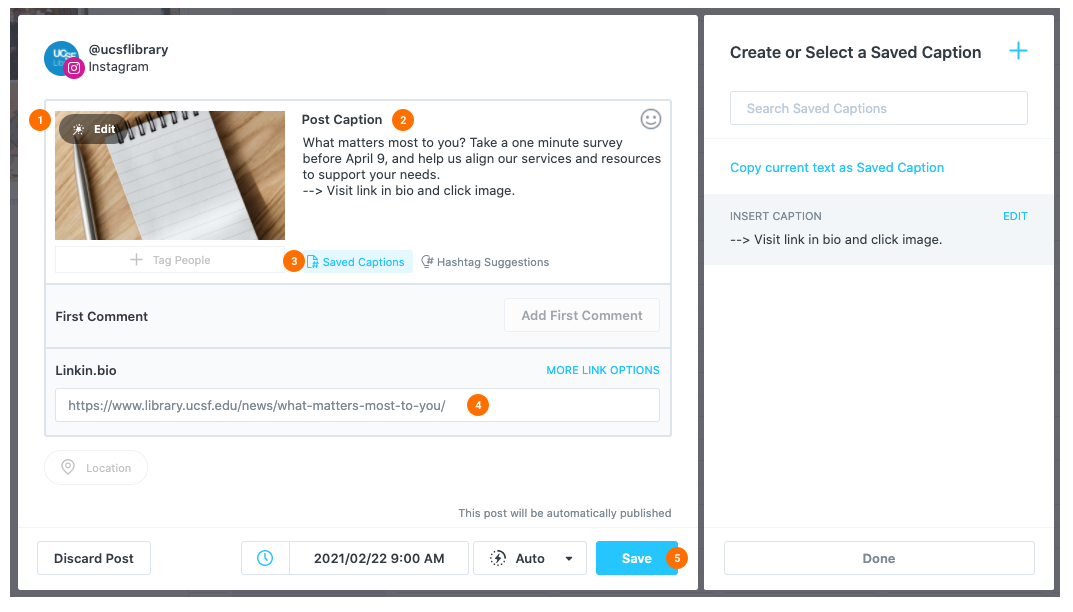 UCSF
@ucsflibrary
Instagram
1
Edit
Post Caption 2
What matters most to you? Take a one minute survey
before April 9, and help us align our services and resources
to support your needs.
--> Visit link in bio and click image.
Tag People
3
Saved Captions
Hashtag Suggestions
First Comment
Add First Comment
Linkin.bio
MORE LINK OPTIONS
https://www.library.ucsf.edu/news/what-matters-most-to-you/ 4
Location
This post will be automatically published
Discard Post
2021/02/22 9:00 AM
Auto
Save 5
Create or Select a Saved Caption
Search Saved Captions
Copy current text as Saved Caption
INSERT CAPTION
EDIT
--> Visit link in bio and click image.
Done